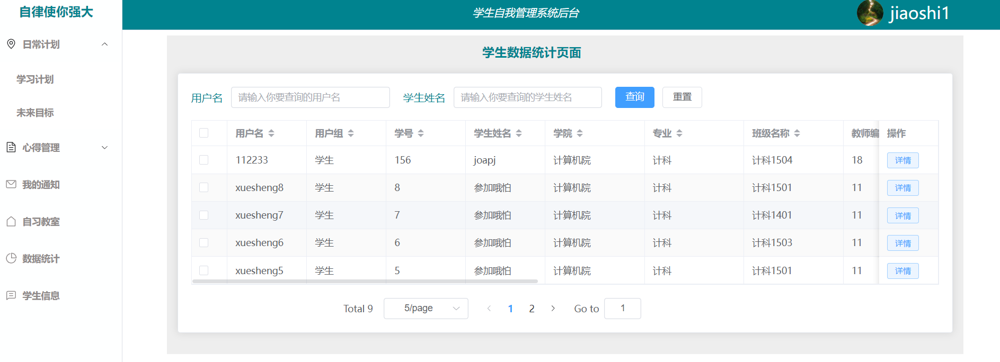 自律使你强大
学生自我管理系统后台
jiaoshi1
日常计划
学习计划
未来目标
心得管理
我的通知
自习教室
数据统计
学生信息
学生数据统计页面
用户名 请输入你要查询的用户名 学生姓名 请输入你要查询的学生姓名 查询 重置
用户名 用户组 学号 学生姓名 学院 专业 班级名称 教师编 操作
112233 学生 156 joapj 计算机院 计科 计科1504 18 详情
xuesheng8 学生 8 参加哦怕 计算机院 计科 计科1501 11 详情
xuesheng7 学生 7 参加哦怕 计算机院 计科 计科1401 11 详情
xuesheng6 学生 6 参加哦怕 计算机院 计科 计科1503 11 详情
xuesheng5 学生 5 参加哦怕 计算机院 计科 计科1501 11 详情
Total 9 5/page 1 2 Go to 1